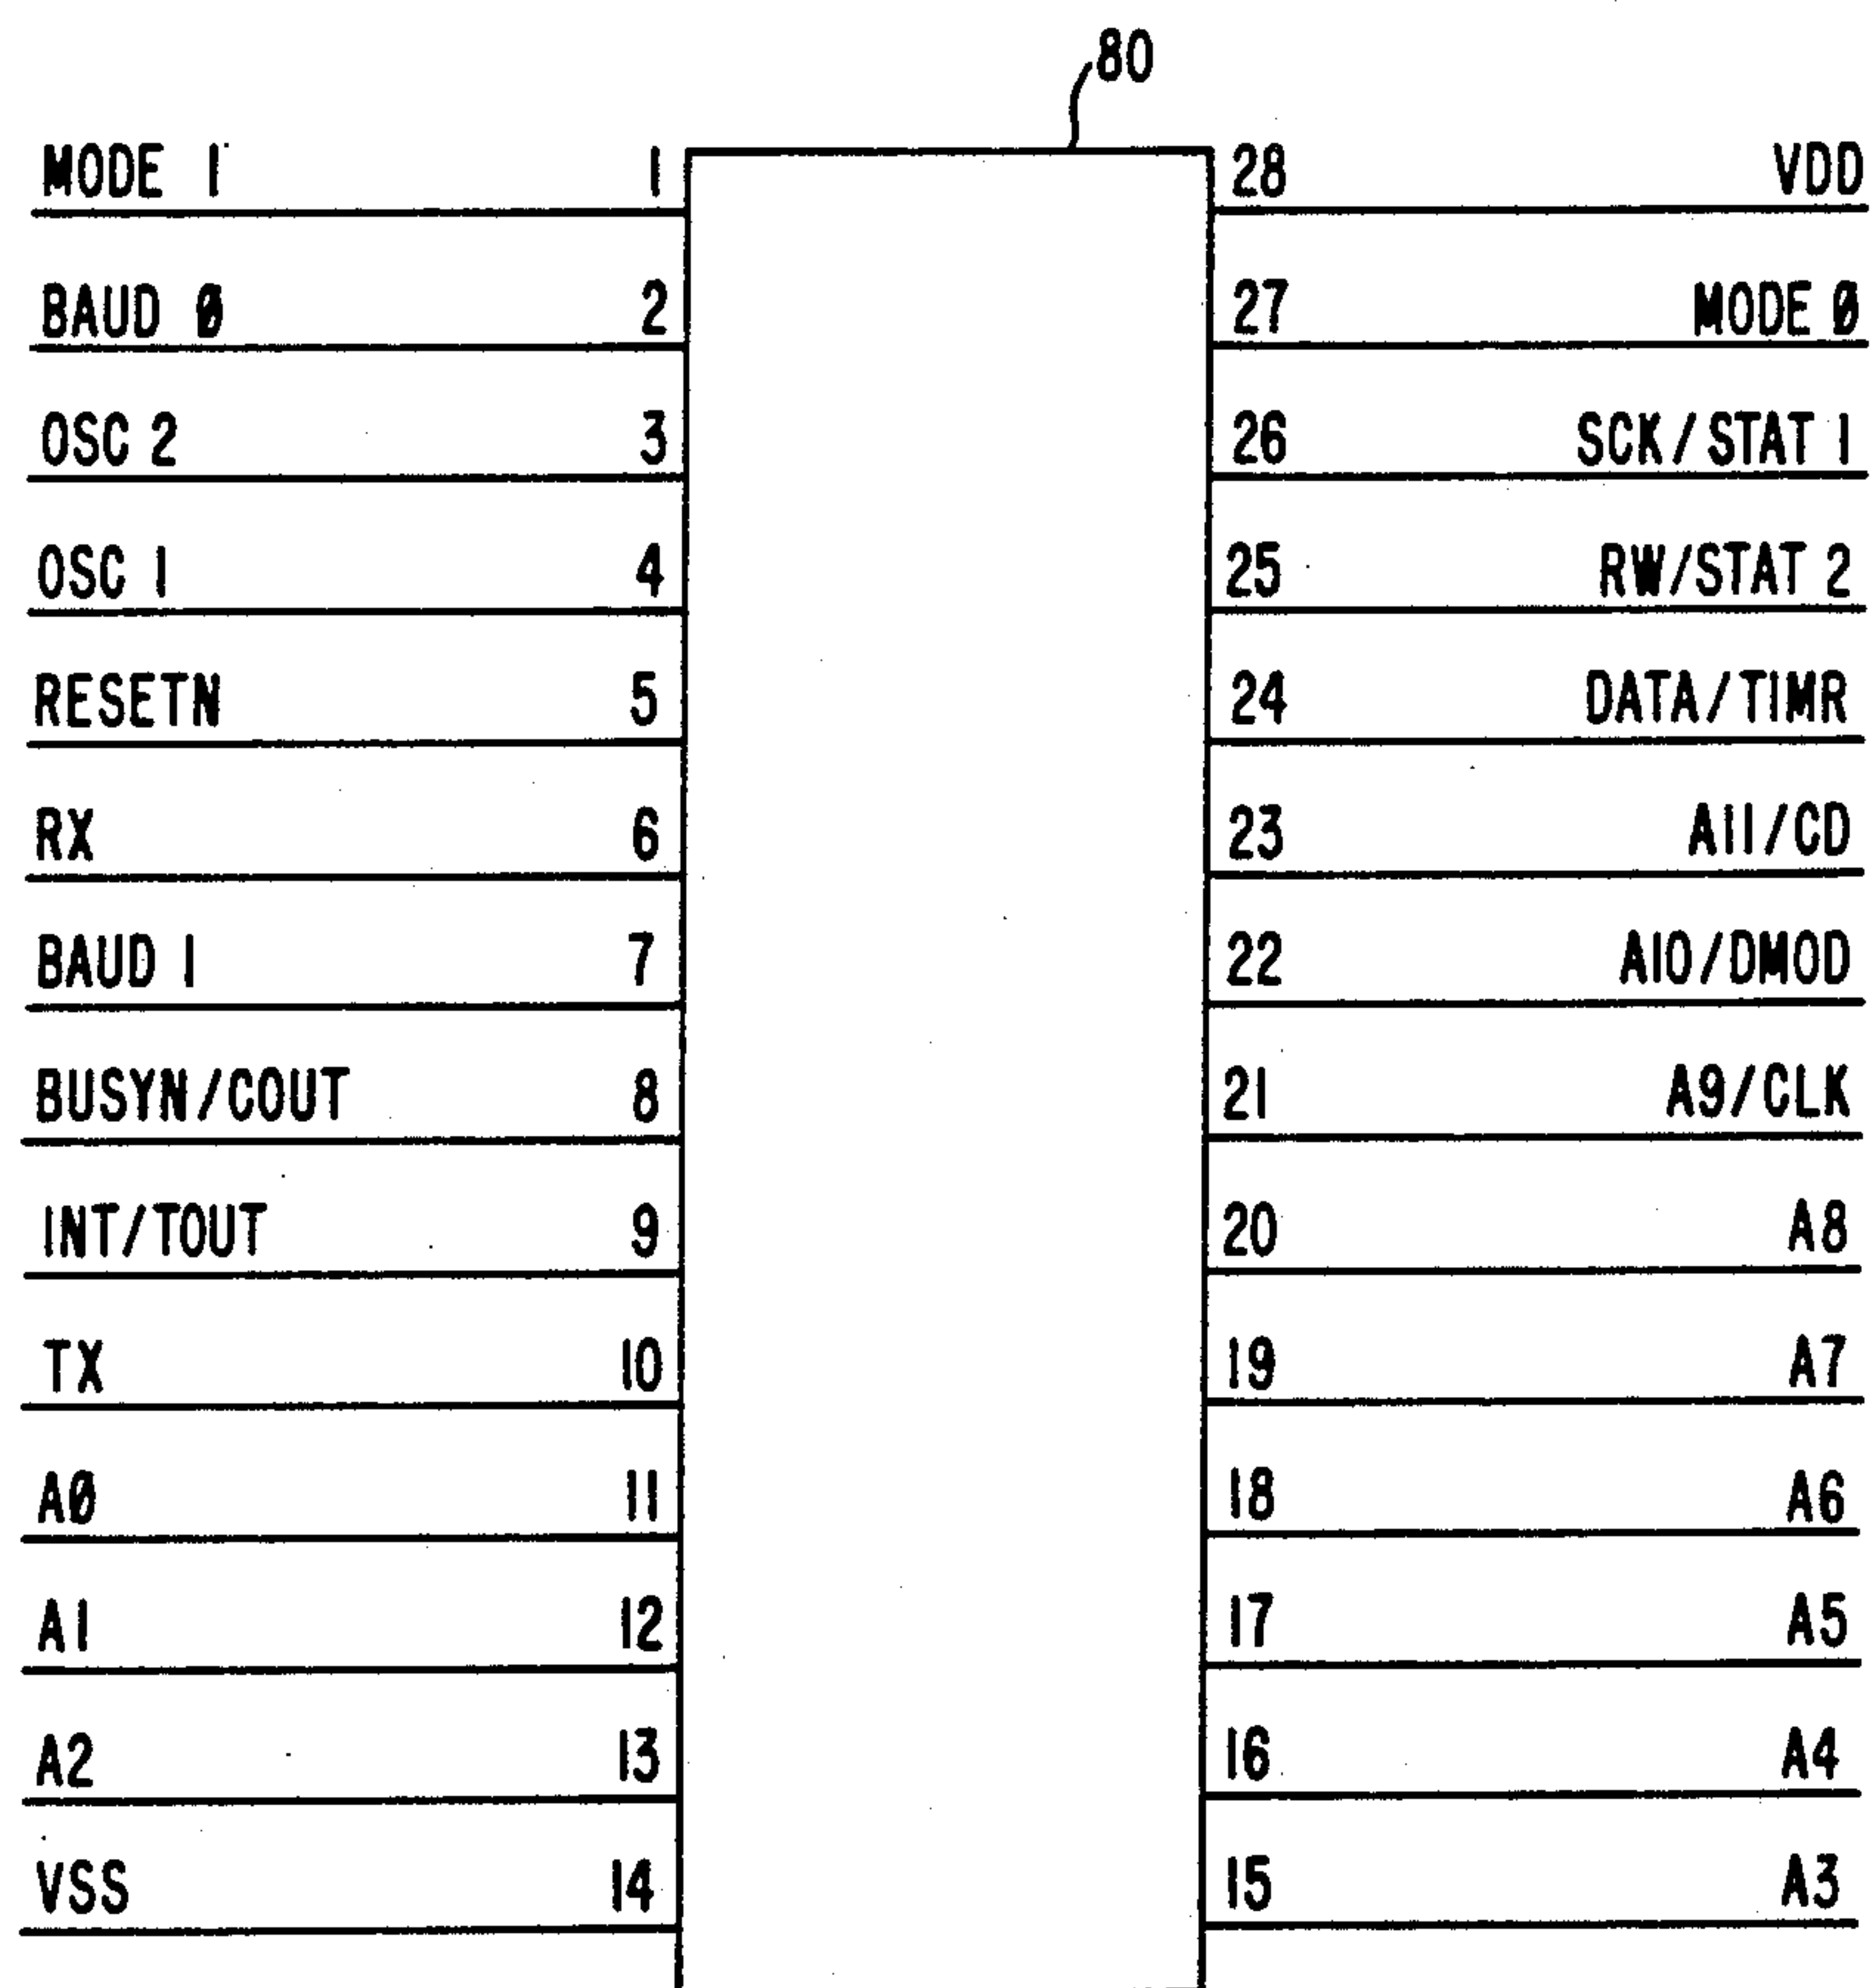 80
MODE 1 1 28 VDD
BAUD 0 2 27 MODE 0
OSC 2 3 26 SCK/STAT 1
OSC 1 4 25 RW/STAT 2
RESETN 5 24 DATA/TIMR
RX 6 23 A11/CD
BAUD 1 7 22 A10/DMOD
BUSYN/COUT 8 21 A9/CLK
INT/TOUT 9 20 A8
TX 10 19 A7
A0 11 18 A6
A1 12 17 A5
A2 13 16 A4
VSS 14 15 A3